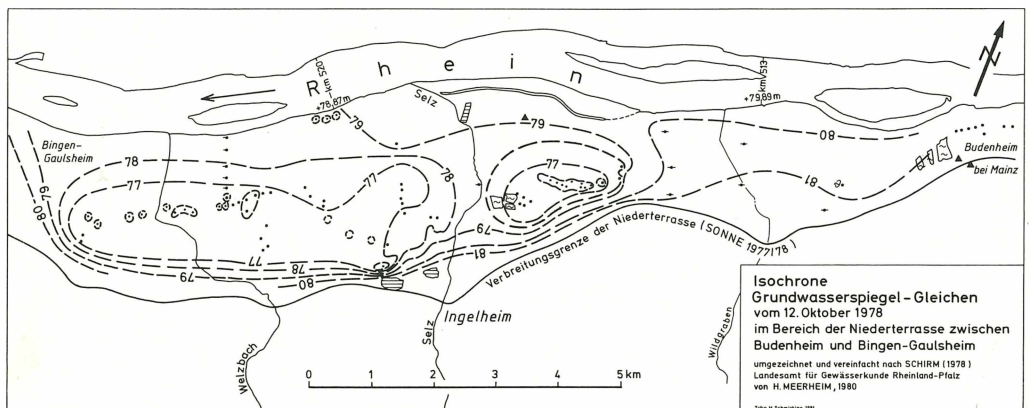 N
R h e i n
km 520
+78,87m
Selz
km 513
+79,89m
79
79
80
Bingen-
Gaulsheim
78
77
77
78
77
79
80
81
Budenheim
bei Mainz
79
81
77
78
79
80
Verbreitungsgrenze der Niederterrasse (SONNE 1977/78)
Ingelheim
Selz
Welzbach
Wildgraben
0 1 2 3 4 5 km
Isochrone
Grundwasserspiegel-Gleichen
vom 12. Oktober 1978
im Bereich der Niederterrasse zwischen
Budenheim und Bingen-Gaulsheim
umgezeichnet und vereinfacht nach SCHIRM (1978)
Landesamt für Gewässerkunde Rheinland-Pfalz
von H. MEERHEIM, 1980